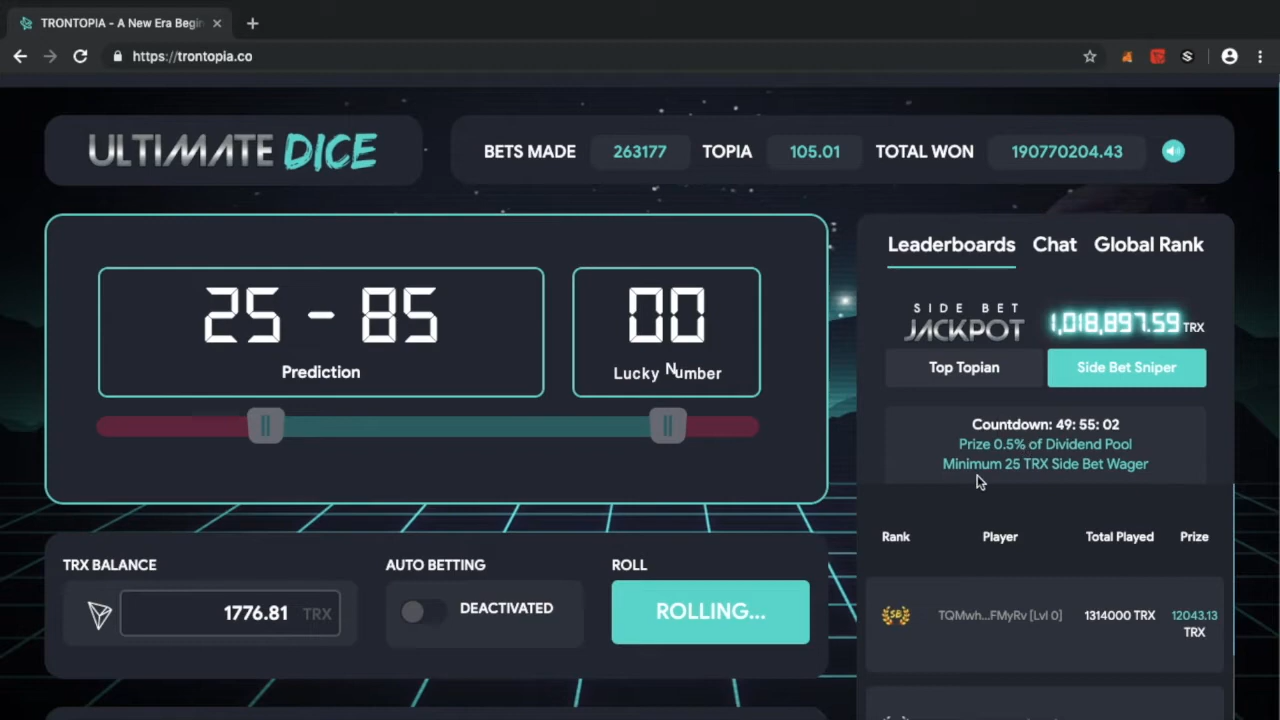 TRONTOPIA - A New Era Begin
https://trontopia.co
ULTIMATE DICE
BETS MADE 263177 TOPIA 105.01 TOTAL WON 190770204.43
25 - 85
Prediction
00
Lucky Number
Leaderboards Chat Global Rank
SIDE BET
JACKPOT
1,018,897.59 TRX
Top Topian Side Bet Sniper
Countdown: 49: 55: 02
Prize 0.5% of Dividend Pool
Minimum 25 TRX Side Bet Wager
Rank Player Total Played Prize
SB TQMwh...FMyRv [Lvl 0] 1314000 TRX 12043.13
TRX
TRX BALANCE
1776.81 TRX
AUTO BETTING
DEACTIVATED
ROLL
ROLLING...